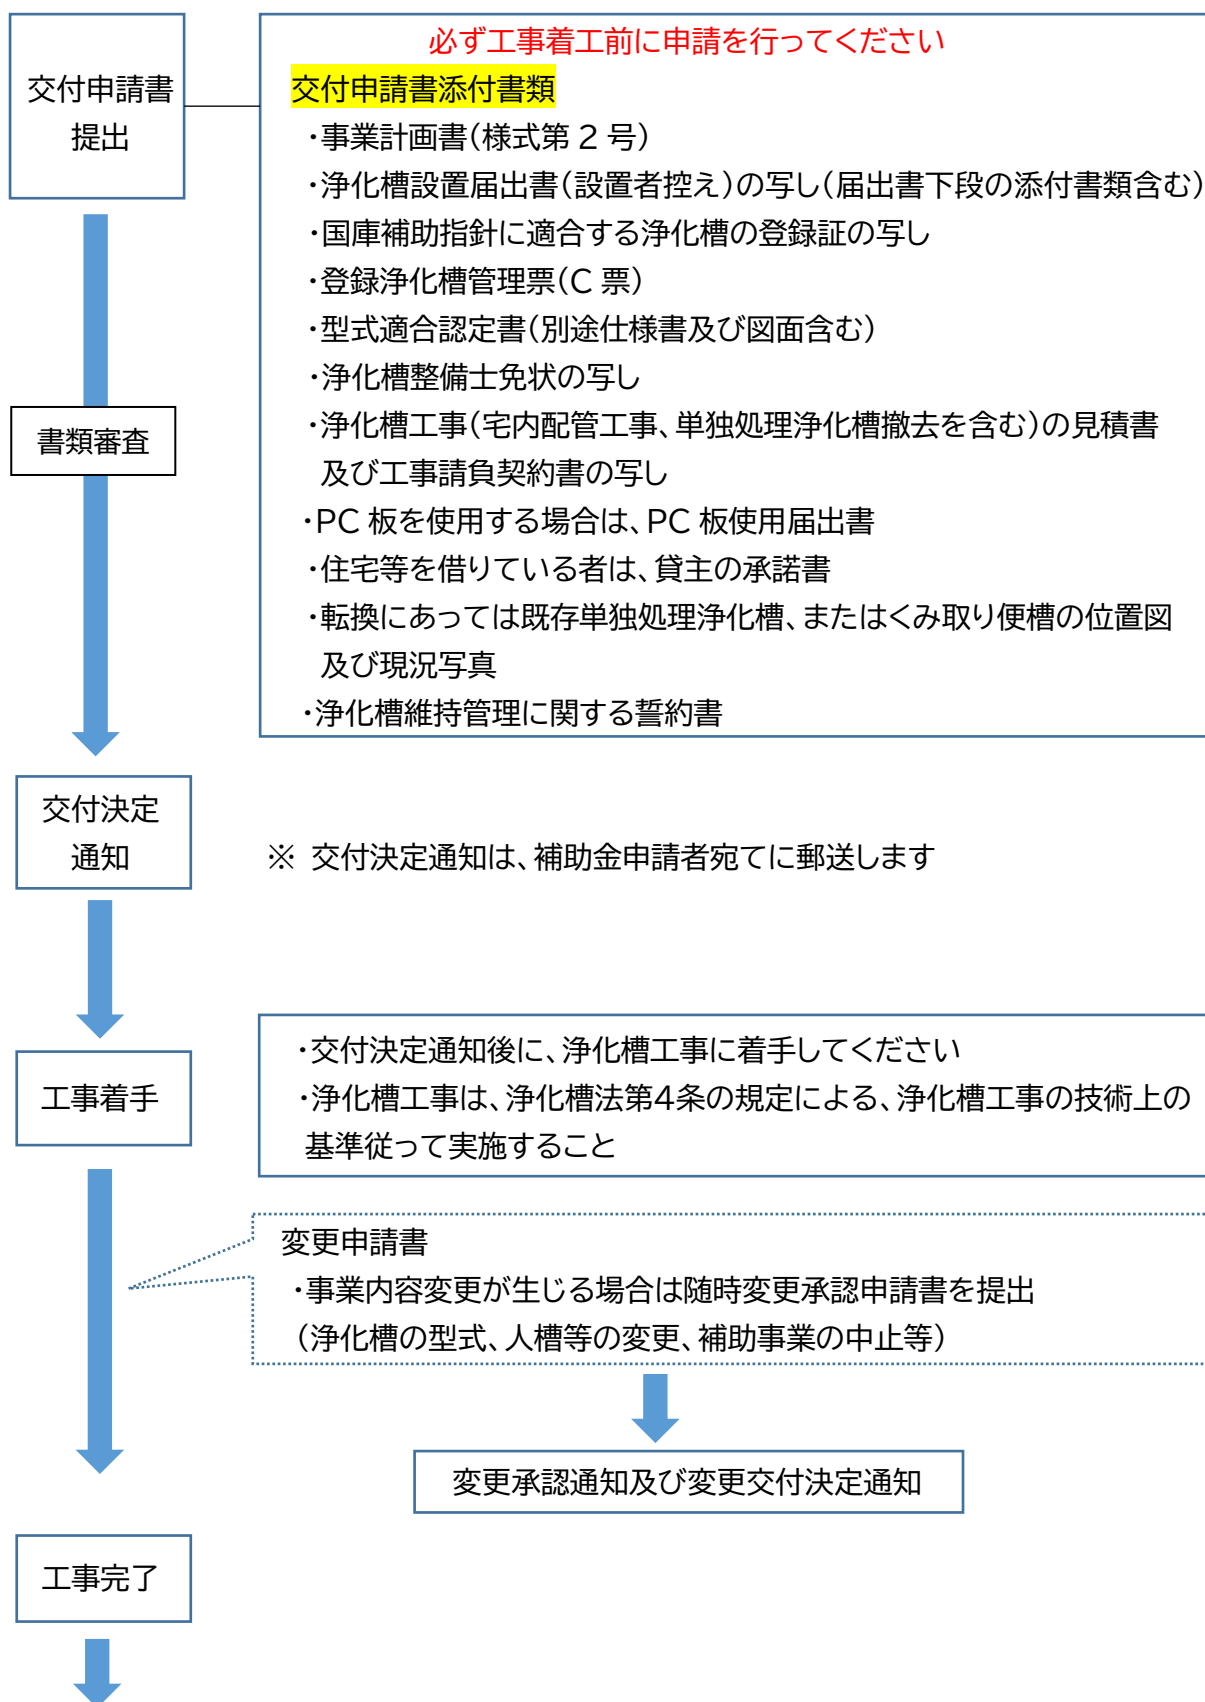 必ず工事着工前に申請を行ってください
交付申請書
提出
交付申請書添付書類
・事業計画書（様式第２号）
・浄化槽設置届出書（設置者控え）の写し（届出書下段の添付書類含む）
・国庫補助指針に適合する浄化槽の登録証の写し
・登録浄化槽管理票（C 票）
・型式適合認定書（別途仕様書及び図面含む）
・浄化槽整備士免状の写し
・浄化槽工事（宅内配管工事、単独処理浄化槽撤去を含む）の見積書
及び工事請負契約書の写し
・PC 板を使用する場合は、PC 板使用届出書
・住宅等を借りている者は、貸主の承諾書
・転換にあっては既存単独処理浄化槽、またはくみ取り便槽の位置図
及び現況写真
・浄化槽維持管理に関する誓約書
書類審査
交付決定
通知
※ 交付決定通知は、補助金申請者宛てに郵送します
工事着手
・交付決定通知後に、浄化槽工事に着手してください
・浄化槽工事は、浄化槽法第４条の規定による、浄化槽工事の技術上の
基準従って実施すること
変更申請書
・事業内容変更が生じる場合は随時変更承認申請書を提出
（浄化槽の型式、人槽等の変更、補助事業の中止等）
変更承認通知及び変更交付決定通知
工事完了